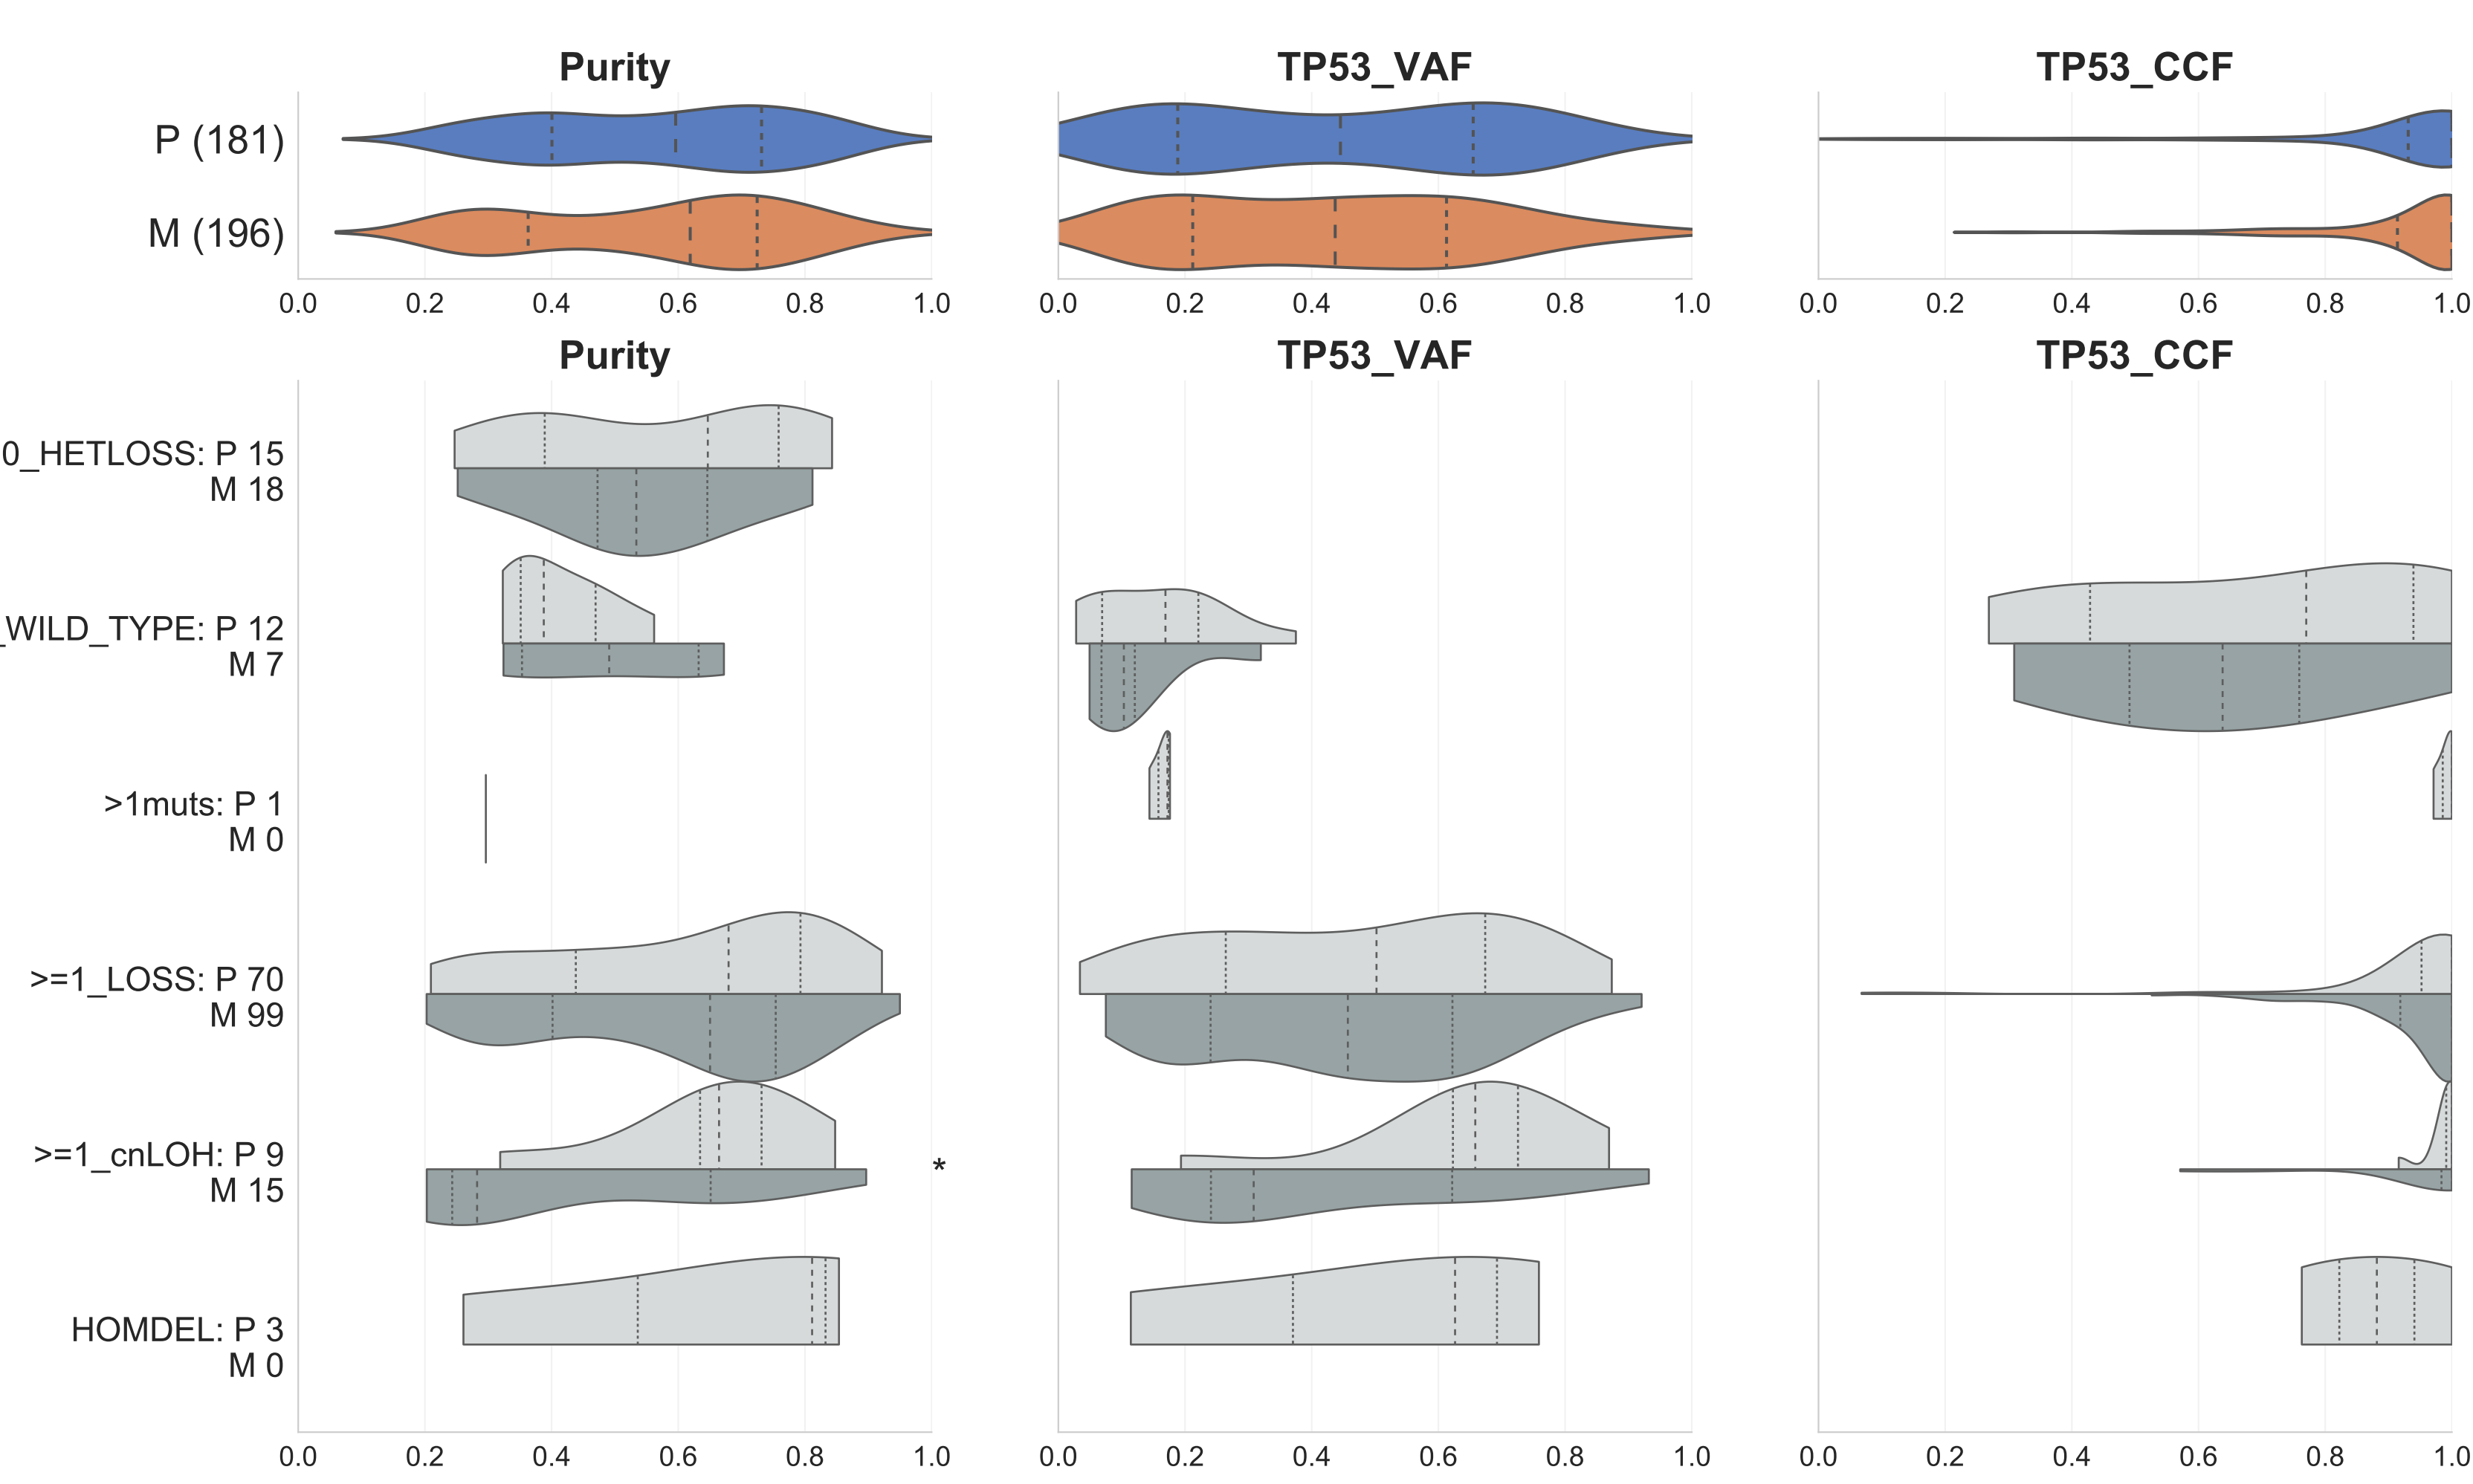 Purity TP53_VAF TP53_CCF
P (181)
M (196)
0.0 0.2 0.4 0.6 0.8 1.0 0.0 0.2 0.4 0.6 0.8 1.0 0.0 0.2 0.4 0.6 0.8 1.0
Purity TP53_VAF TP53_CCF
0_HETLOSS: P 15
M 18
_WILD_TYPE: P 12
M 7
>1muts: P 1
M 0
>=1_LOSS: P 70
M 99
>=1_cnLOH: P 9
*
M 15
HOMDEL: P 3
M 0
0.0 0.2 0.4 0.6 0.8 1.0 0.0 0.2 0.4 0.6 0.8 1.0 0.0 0.2 0.4 0.6 0.8 1.0